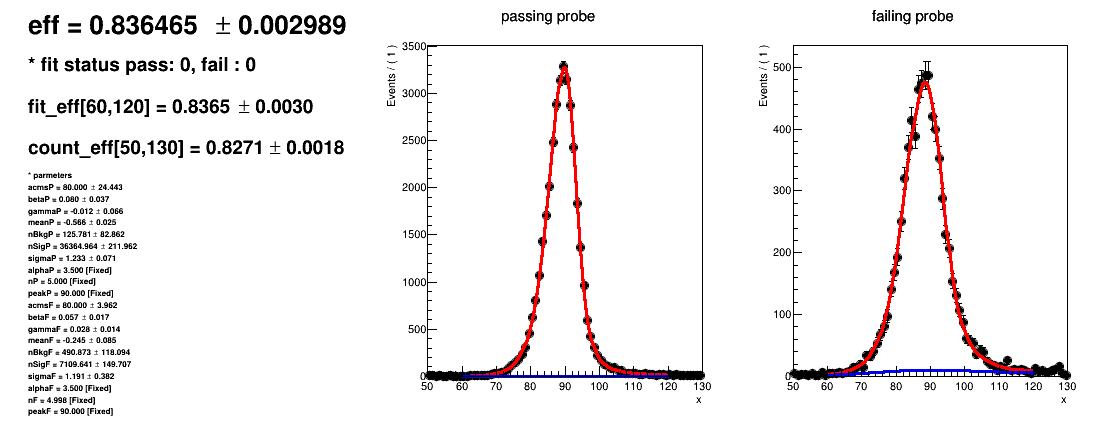 eff = 0.836465 ± 0.002989
* fit status pass: 0, fail : 0
fit_eff[60,120] = 0.8365 ± 0.0030
count_eff[50,130] = 0.8271 ± 0.0018
* parmeters
acmsP = 80.000 ± 24.443
betaP = 0.080 ± 0.037
gammaP = -0.012 ± 0.066
meanP = -0.566 ± 0.025
nBkgP = 125.781 ± 82.862
nSigP = 36364.964 ± 211.962
sigmaP = 1.233 ± 0.071
alphaP = 3.500 [Fixed]
nP = 5.000 [Fixed]
peakP = 90.000 [Fixed]
acmsF = 80.000 ± 3.962
betaF = 0.057 ± 0.017
gammaF = 0.028 ± 0.014
meanF = -0.245 ± 0.085
nBkgF = 490.873 ± 118.094
nSigF = 7109.641 ± 149.707
sigmaF = 1.191 ± 0.382
alphaF = 3.500 [Fixed]
nF = 4.998 [Fixed]
peakF = 90.000 [Fixed]
passing probe
Events / ( 1 )
3500
3000
2500
2000
1500
1000
500
0
50 60 70 80 90 100 110 120 130
x
failing probe
Events / ( 1 )
500
400
300
200
100
0
50 60 70 80 90 100 110 120 130
x